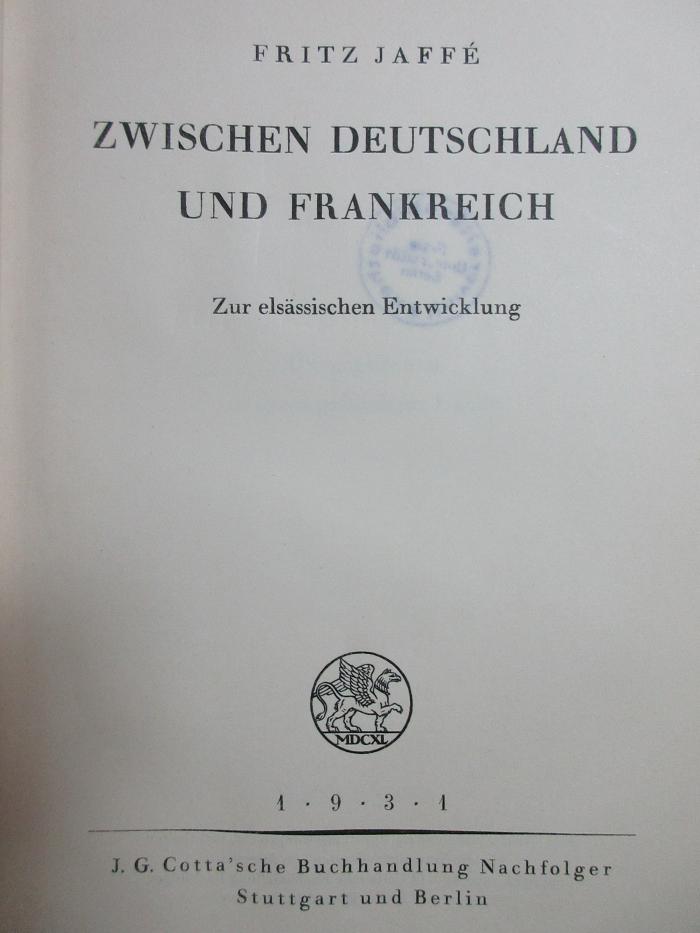 FRITZ JAFFÉ
ZWISCHEN DEUTSCHLAND
UND FRANKREICH
Zur elsässischen Entwicklung
MDCXL
1 · 9 · 3 · 1
J. G. Cotta'sche Buchhandlung Nachfolger
Stuttgart und Berlin